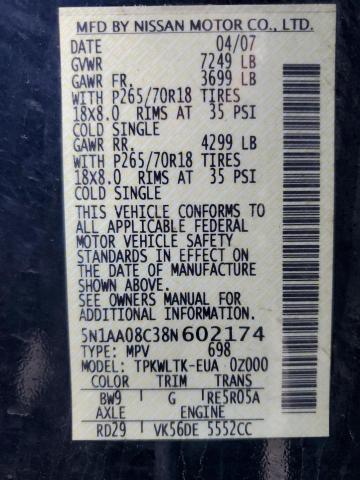 MFD BY NISSAN MOTOR CO., LTD.
DATE 04/07
GVWR 7249 LB
GAWR FR. 3699 LB
WITH P265/70R18 TIRES
18X8.0 RIMS AT 35 PSI
COLD SINGLE
GAWR RR. 4299 LB
WITH P265/70R18 TIRES
18X8.0 RIMS AT 35 PSI
COLD SINGLE
THIS VEHICLE CONFORMS TO
ALL APPLICABLE FEDERAL
MOTOR VEHICLE SAFETY
STANDARDS IN EFFECT ON
THE DATE OF MANUFACTURE
SHOWN ABOVE.
SEE OWNERS MANUAL FOR
ADDITIONAL INFORMATION.
5N1AA08C38N602174
TYPE: MPV 698
MODEL: TPKWLTK-EUA 0Z000
COLOR TRIM TRANS
BW9 G RE5R05A
AXLE ENGINE
RD29 VK56DE 5552CC